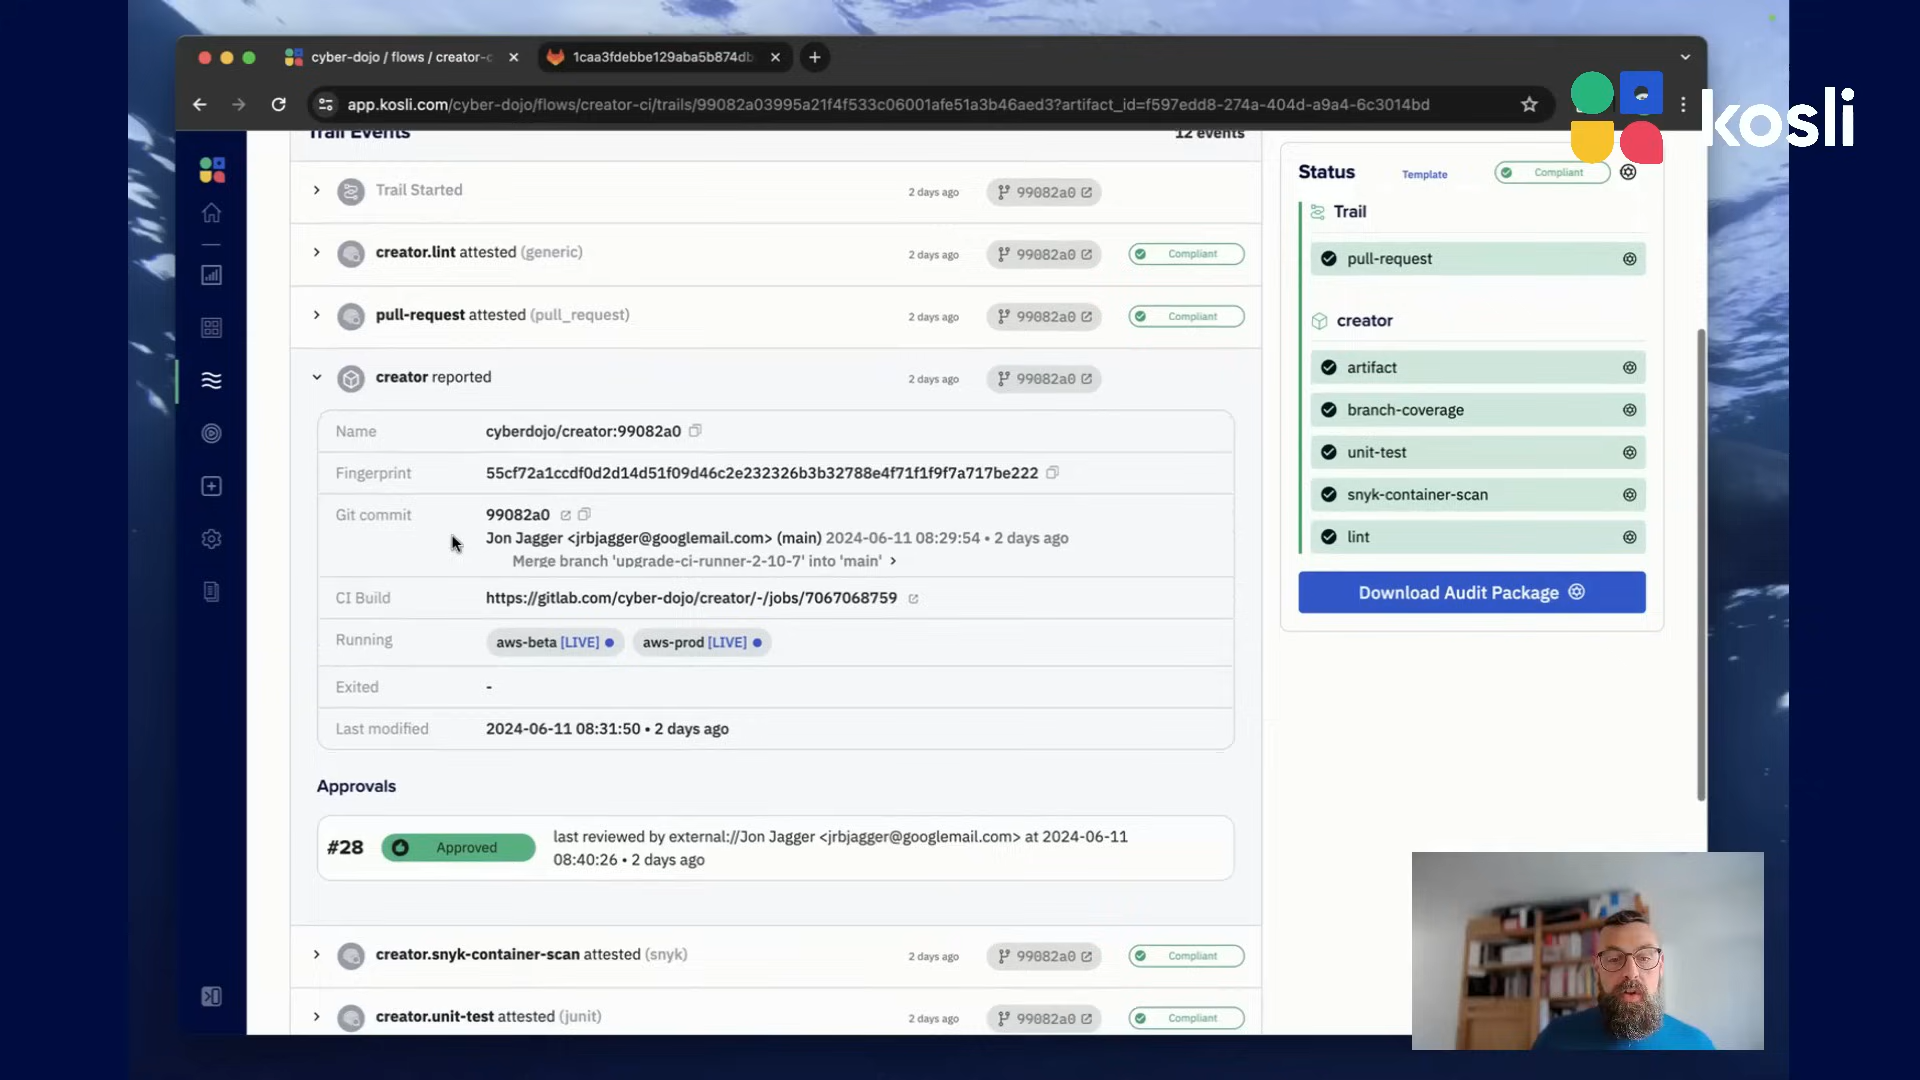 cyber-dojo / flows / creator-c
1caa3fdebbe129aba5b874db
app.kosli.com/cyber-dojo/flows/creator-ci/trails/99082a03995a21f4f533c06001afe51a3b46aed3?artifact_id=f597edd8-274a-404d-a9a4-6c3014bd
kosli
Trail Events
12 events
Trail Started
2 days ago
99082a0
creator.lint attested (generic)
2 days ago
99082a0
Compliant
pull-request attested (pull_request)
2 days ago
99082a0
Compliant
creator reported
2 days ago
99082a0
Name
cyberdojo/creator:99082a0
Fingerprint
55cf72a1ccdf0d2d14d51f09d46c2e232326b3b32788e4f71f1f9f7a717be222
Git commit
99082a0
Jon Jagger <jrbjagger@googlemail.com> (main) 2024-06-11 08:29:54 • 2 days ago
Merge branch 'upgrade-ci-runner-2-10-7' into 'main'
CI Build
https://gitlab.com/cyber-dojo/creator/-/jobs/7067068759
Running
aws-beta [LIVE]
aws-prod [LIVE]
Exited
-
Last modified
2024-06-11 08:31:50 • 2 days ago
Approvals
#28
Approved
last reviewed by external://Jon Jagger <jrbjagger@googlemail.com> at 2024-06-11
08:40:26 • 2 days ago
creator.snyk-container-scan attested (snyk)
2 days ago
99082a0
Compliant
creator.unit-test attested (junit)
2 days ago
99082a0
Compliant
Status
Template
Compliant
Trail
pull-request
creator
artifact
branch-coverage
unit-test
snyk-container-scan
lint
Download Audit Package